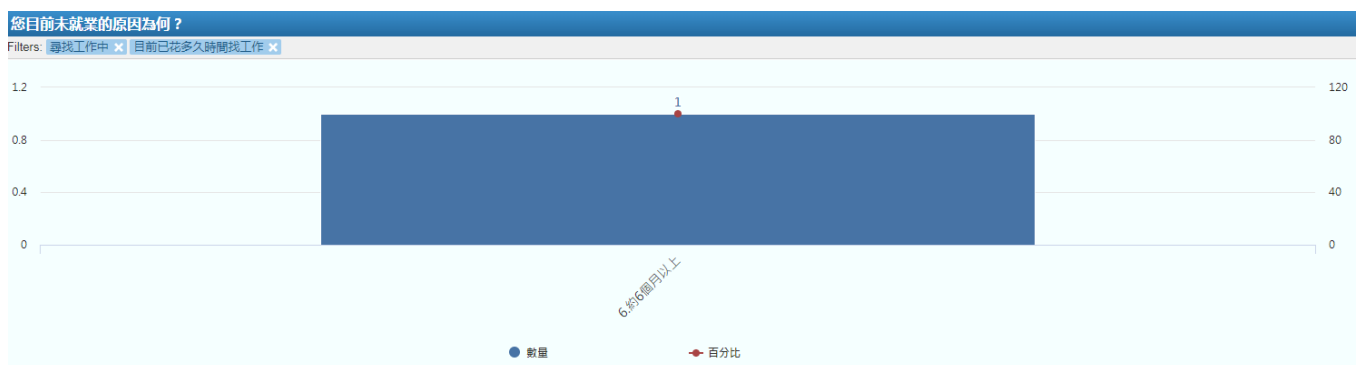 您目前未就業的原因為何？
Filters: 尋找工作中 × 目前已花多久時間找工作 ×
1.2
120
1
0.8
80
0.4
40
0
0
6.約6個月以上
數量
百分比